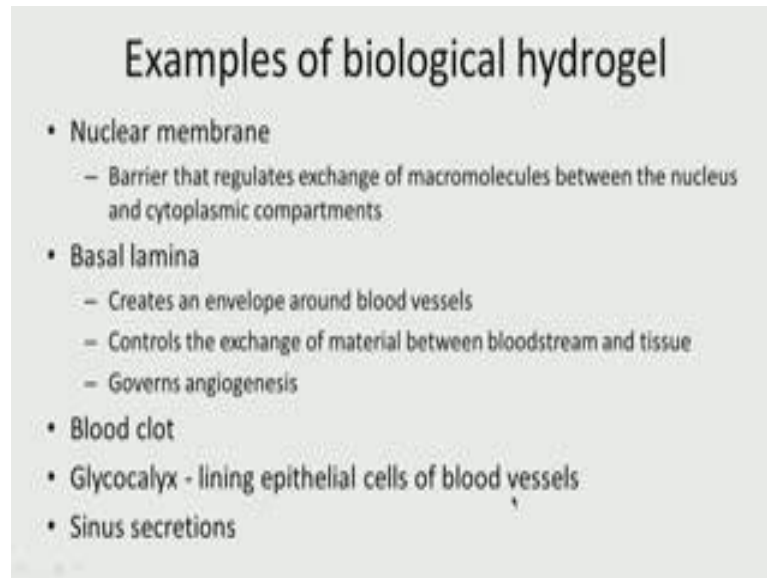 Examples of biological hydrogel
• Nuclear membrane
– Barrier that regulates exchange of macromolecules between the nucleus
and cytoplasmic compartments
• Basal lamina
– Creates an envelope around blood vessels
– Controls the exchange of material between bloodstream and tissue
– Governs angiogenesis
• Blood clot
• Glycocalyx - lining epithelial cells of blood vessels
• Sinus secretions